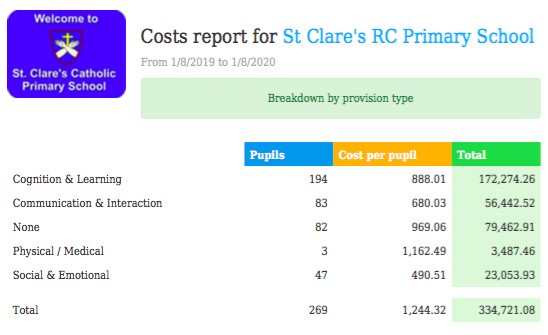 Welcome to
St. Clare's Catholic
Primary School
Costs report for St Clare's RC Primary School
From 1/8/2019 to 1/8/2020
Breakdown by provision type
Pupils Cost per pupil Total
Cognition & Learning 194 888.01 172,274.26
Communication & Interaction 83 680.03 56,442.52
None 82 969.06 79,462.91
Physical / Medical 3 1,162.49 3,487.46
Social & Emotional 47 490.51 23,053.93
Total 269 1,244.32 334,721.08